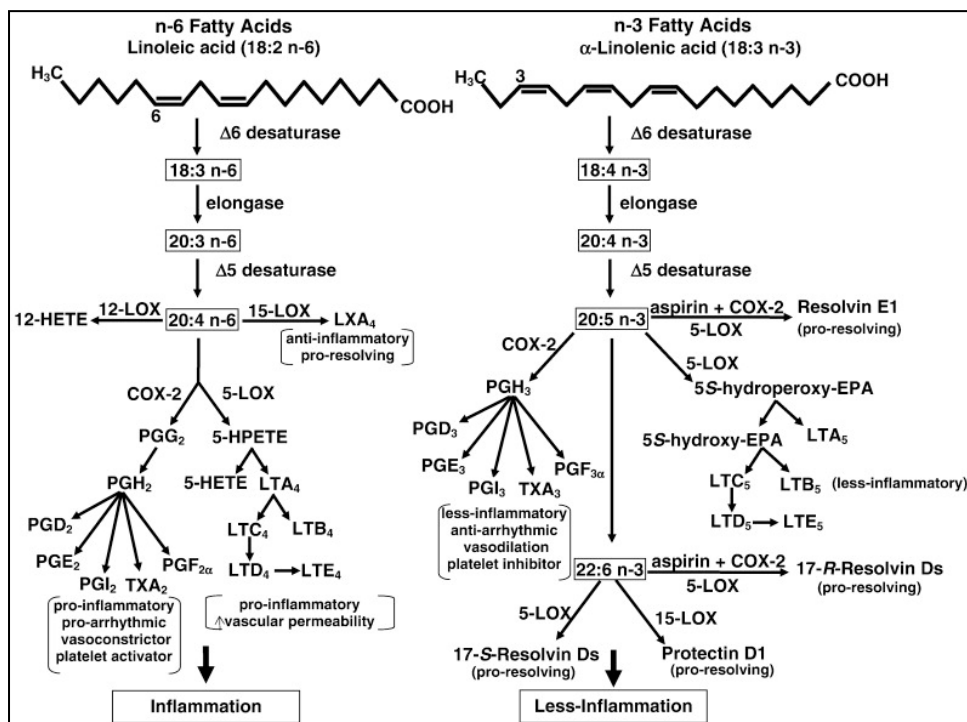 n-6 Fatty Acids
Linoleic acid (18:2 n-6)
H₃C
6
COOH
Δ6 desaturase
18:3 n-6
elongase
20:3 n-6
Δ5 desaturase
12-HETE 12-LOX 20:4 n-6 15-LOX LXA₄
anti-inflammatory
pro-resolving
COX-2 5-LOX
PGG₂ 5-HPETE
PGH₂ 5-HETE LTA₄
PGD₂ LTC₄ LTB₄
PGE₂ PGI₂ TXA₂ PGF₂α
LTD₄ LTE₄
pro-inflammatory
pro-arrhythmic
vasoconstrictor
platelet activator
pro-inflammatory
↑vascular permeability
Inflammation
n-3 Fatty Acids
α-Linolenic acid (18:3 n-3)
H₃C
3
COOH
Δ6 desaturase
18:4 n-3
elongase
20:4 n-3
Δ5 desaturase
20:5 n-3 aspirin + COX-2 Resolvin E1
5-LOX (pro-resolving)
COX-2 5-LOX
PGH₃ 5S-hydroperoxy-EPA
PGD₃ 5S-hydroxy-EPA LTA₅
PGE₃ PGI₃ TXA₃ PGF₃α
LTC₅ LTB₅ (less-inflammatory)
LTD₅ LTE₅
less-inflammatory
anti-arrhythmic
vasodilation
platelet inhibitor
22:6 n-3 aspirin + COX-2 17-R-Resolvin Ds
5-LOX (pro-resolving)
5-LOX 15-LOX
17-S-Resolvin Ds Protectin D1
(pro-resolving) (pro-resolving)
Less-Inflammation